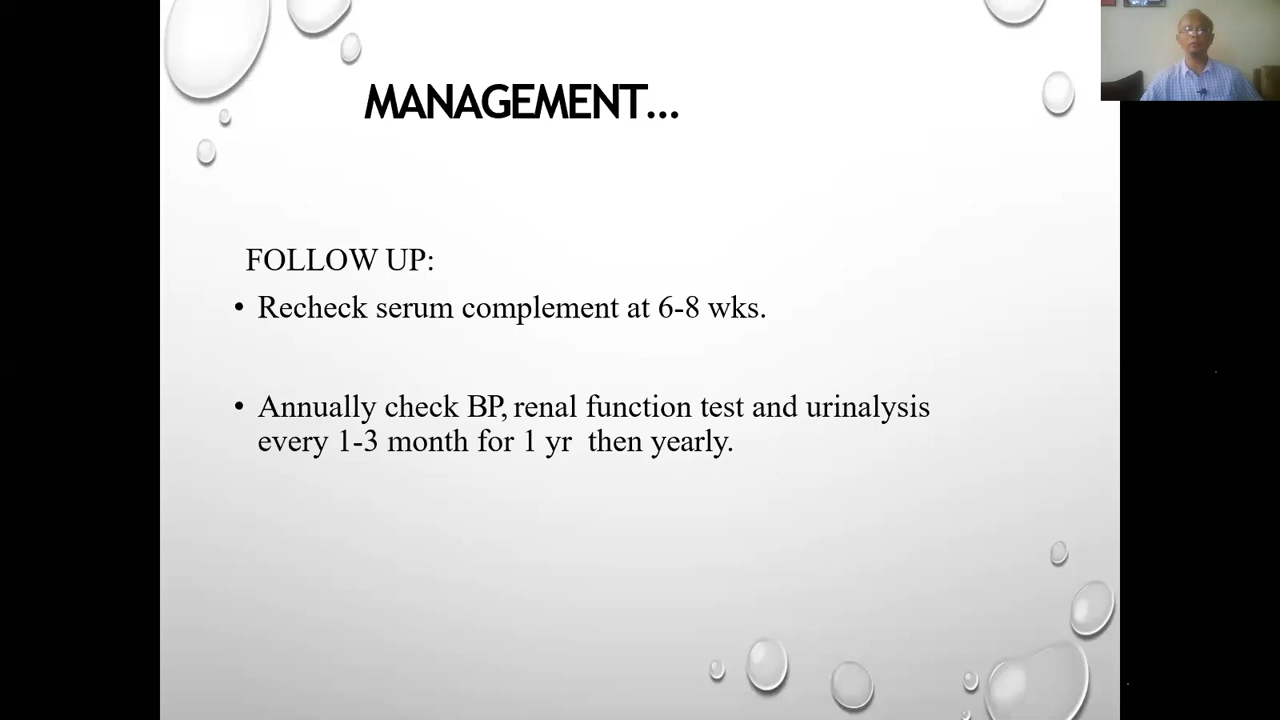 MANAGEMENT...
FOLLOW UP:
• Recheck serum complement at 6-8 wks.
• Annually check BP, renal function test and urinalysis
every 1-3 month for 1 yr  then yearly.